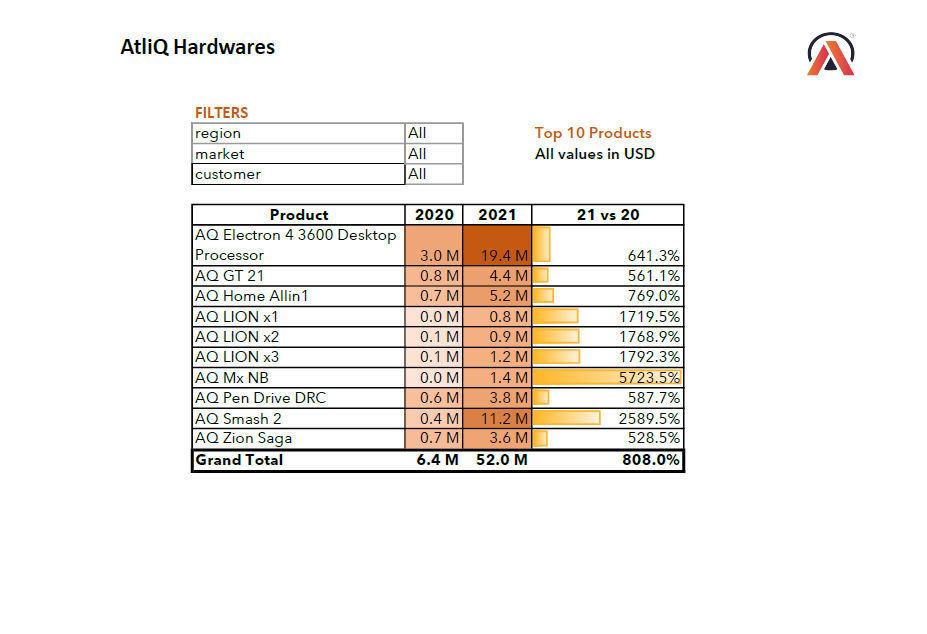 AtliQ Hardwares
FILTERS
region All
market All
customer All
Top 10 Products
All values in USD
Product 2020 2021 21 vs 20
AQ Electron 4 3600 Desktop
Processor 3.0 M 19.4 M 641.3%
AQ GT 21 0.8 M 4.4 M 561.1%
AQ Home Allin1 0.7 M 5.2 M 769.0%
AQ LION x1 0.0 M 0.8 M 1719.5%
AQ LION x2 0.1 M 0.9 M 1768.9%
AQ LION x3 0.1 M 1.2 M 1792.3%
AQ Mx NB 0.0 M 1.4 M 5723.5%
AQ Pen Drive DRC 0.6 M 3.8 M 587.7%
AQ Smash 2 0.4 M 11.2 M 2589.5%
AQ Zion Saga 0.7 M 3.6 M 528.5%
Grand Total 6.4 M 52.0 M 808.0%